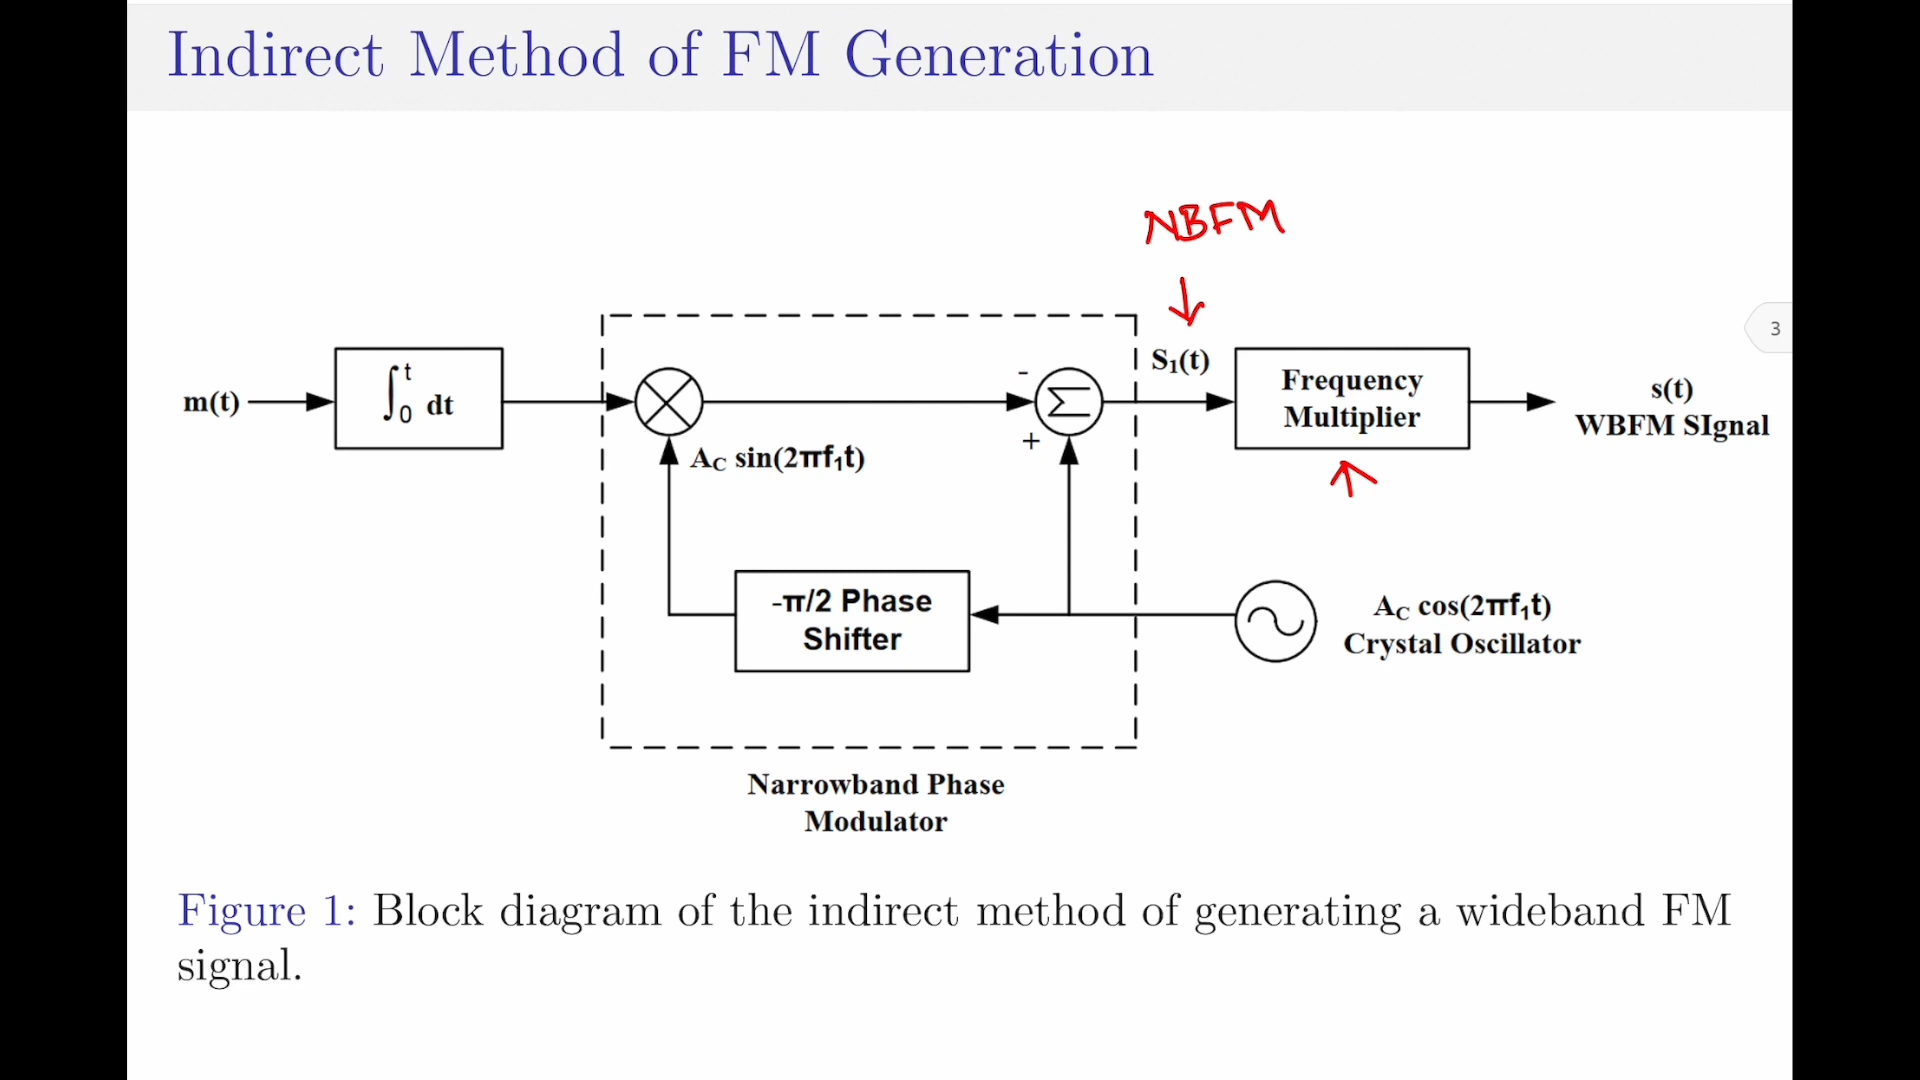 Indirect Method of FM Generation
NBFM
↓
3
m(t)
∫₀ᵗ dt
-
+
Σ
S₁(t)
Frequency
Multiplier
s(t)
WBFM SIgnal
A_C sin(2πf₁t)
-π/2 Phase
Shifter
A_C cos(2πf₁t)
Crystal Oscillator
Narrowband Phase
Modulator
Figure 1: Block diagram of the indirect method of generating a wideband FM
signal.